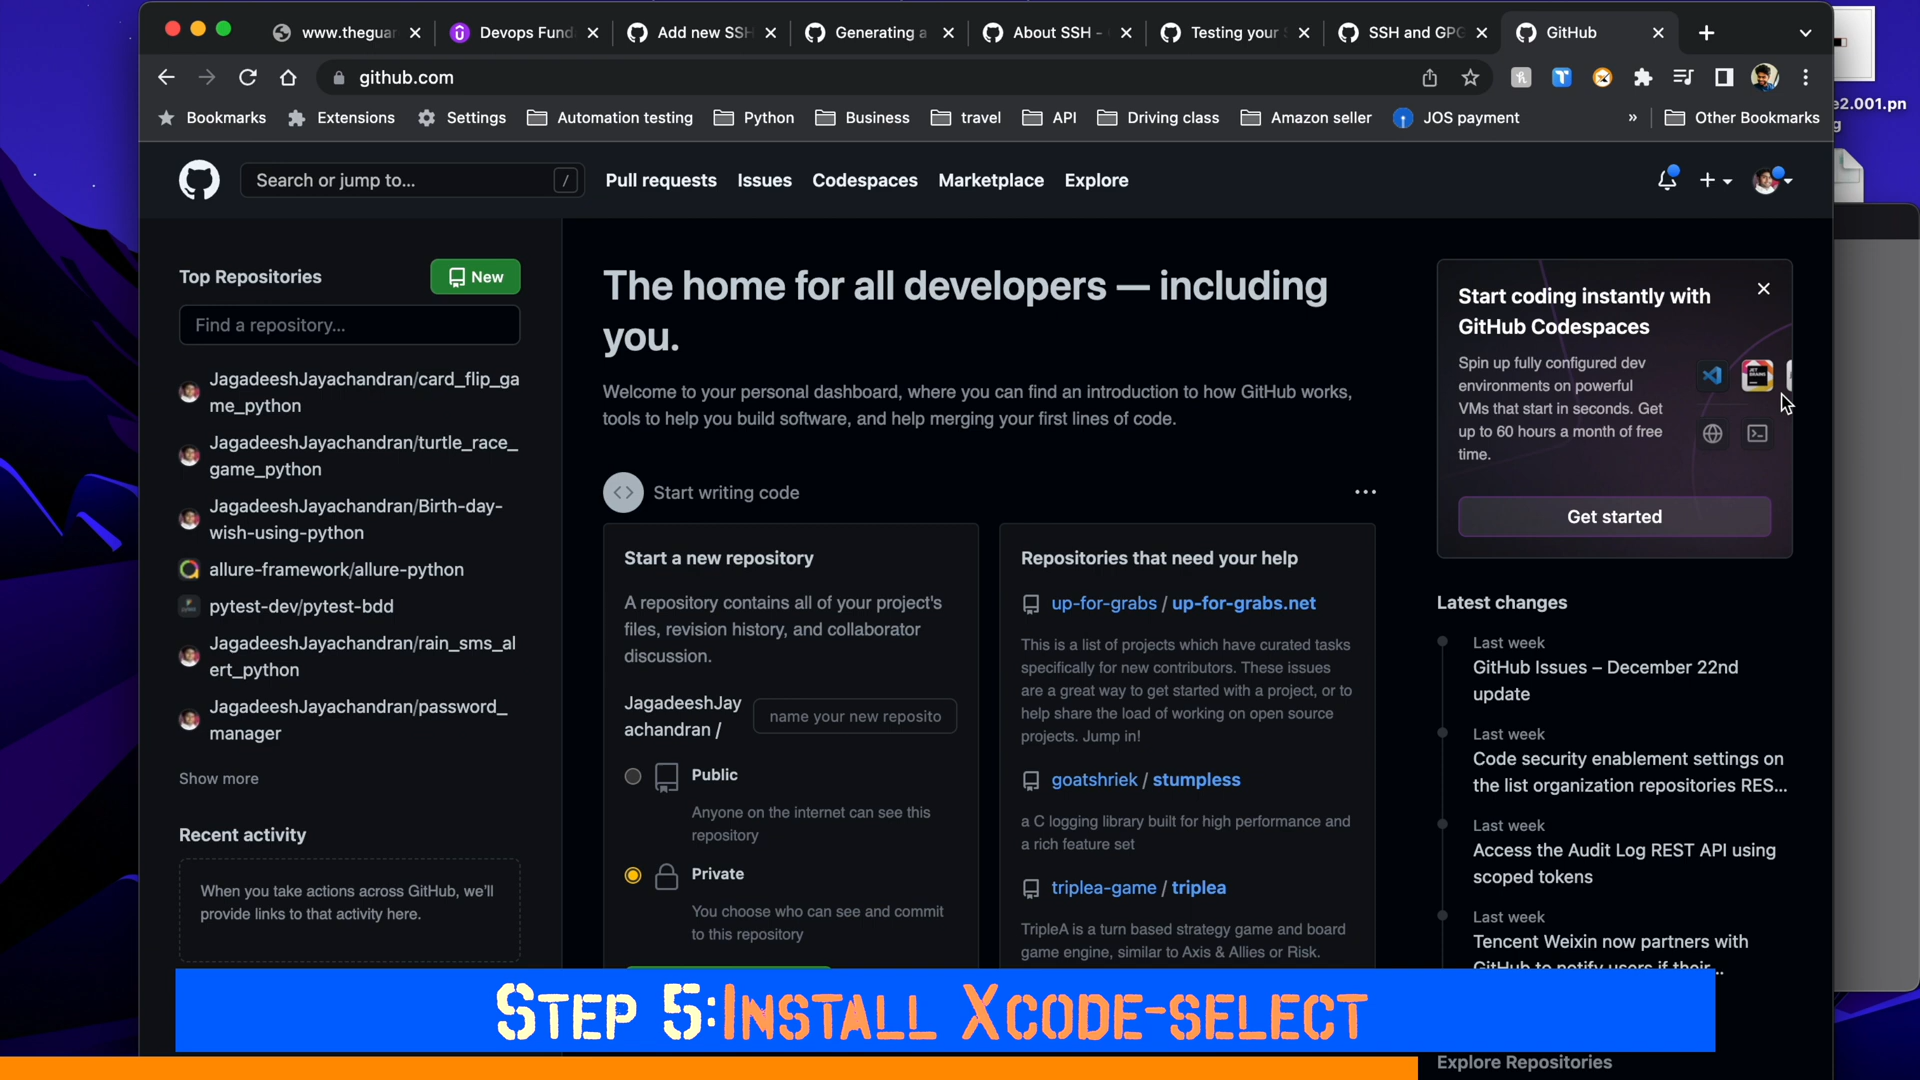 www.theguar
Devops Fund
Add new SSH
Generating a
About SSH -
Testing your S
SSH and GPG
GitHub
github.com
e2.001.pn
g
Bookmarks
Extensions
Settings
Automation testing
Python
Business
travel
API
Driving class
Amazon seller
JOS payment
»
Other Bookmarks
Search or jump to...
/
Pull requests
Issues
Codespaces
Marketplace
Explore
Top Repositories
New
Find a repository...
JagadeeshJayachandran/card_flip_ga
me_python
JagadeeshJayachandran/turtle_race_
game_python
JagadeeshJayachandran/Birth-day-
wish-using-python
allure-framework/allure-python
pytest-dev/pytest-bdd
JagadeeshJayachandran/rain_sms_al
ert_python
JagadeeshJayachandran/password_
manager
Show more
Recent activity
When you take actions across GitHub, we'll
provide links to that activity here.
The home for all developers — including
you.
Welcome to your personal dashboard, where you can find an introduction to how GitHub works,
tools to help you build software, and help merging your first lines of code.
Start writing code
Start a new repository
A repository contains all of your project's
files, revision history, and collaborator
discussion.
JagadeeshJay
achandran /
name your new reposito
Public
Anyone on the internet can see this
repository
Private
You choose who can see and commit
to this repository
Repositories that need your help
up-for-grabs / up-for-grabs.net
This is a list of projects which have curated tasks
specifically for new contributors. These issues
are a great way to get started with a project, or to
help share the load of working on open source
projects. Jump in!
goatshriek / stumpless
a C logging library built for high performance and
a rich feature set
triplea-game / triplea
TripleA is a turn based strategy game and board
game engine, similar to Axis & Allies or Risk.
Start coding instantly with
GitHub Codespaces
Spin up fully configured dev
environments on powerful
VMs that start in seconds. Get
up to 60 hours a month of free
time.
Get started
Latest changes
Last week
GitHub Issues – December 22nd
update
Last week
Code security enablement settings on
the list organization repositories RES...
Last week
Access the Audit Log REST API using
scoped tokens
Last week
Tencent Weixin now partners with
GitHub to notify users if their...
Step 5:Install Xcode-select
Explore Repositories